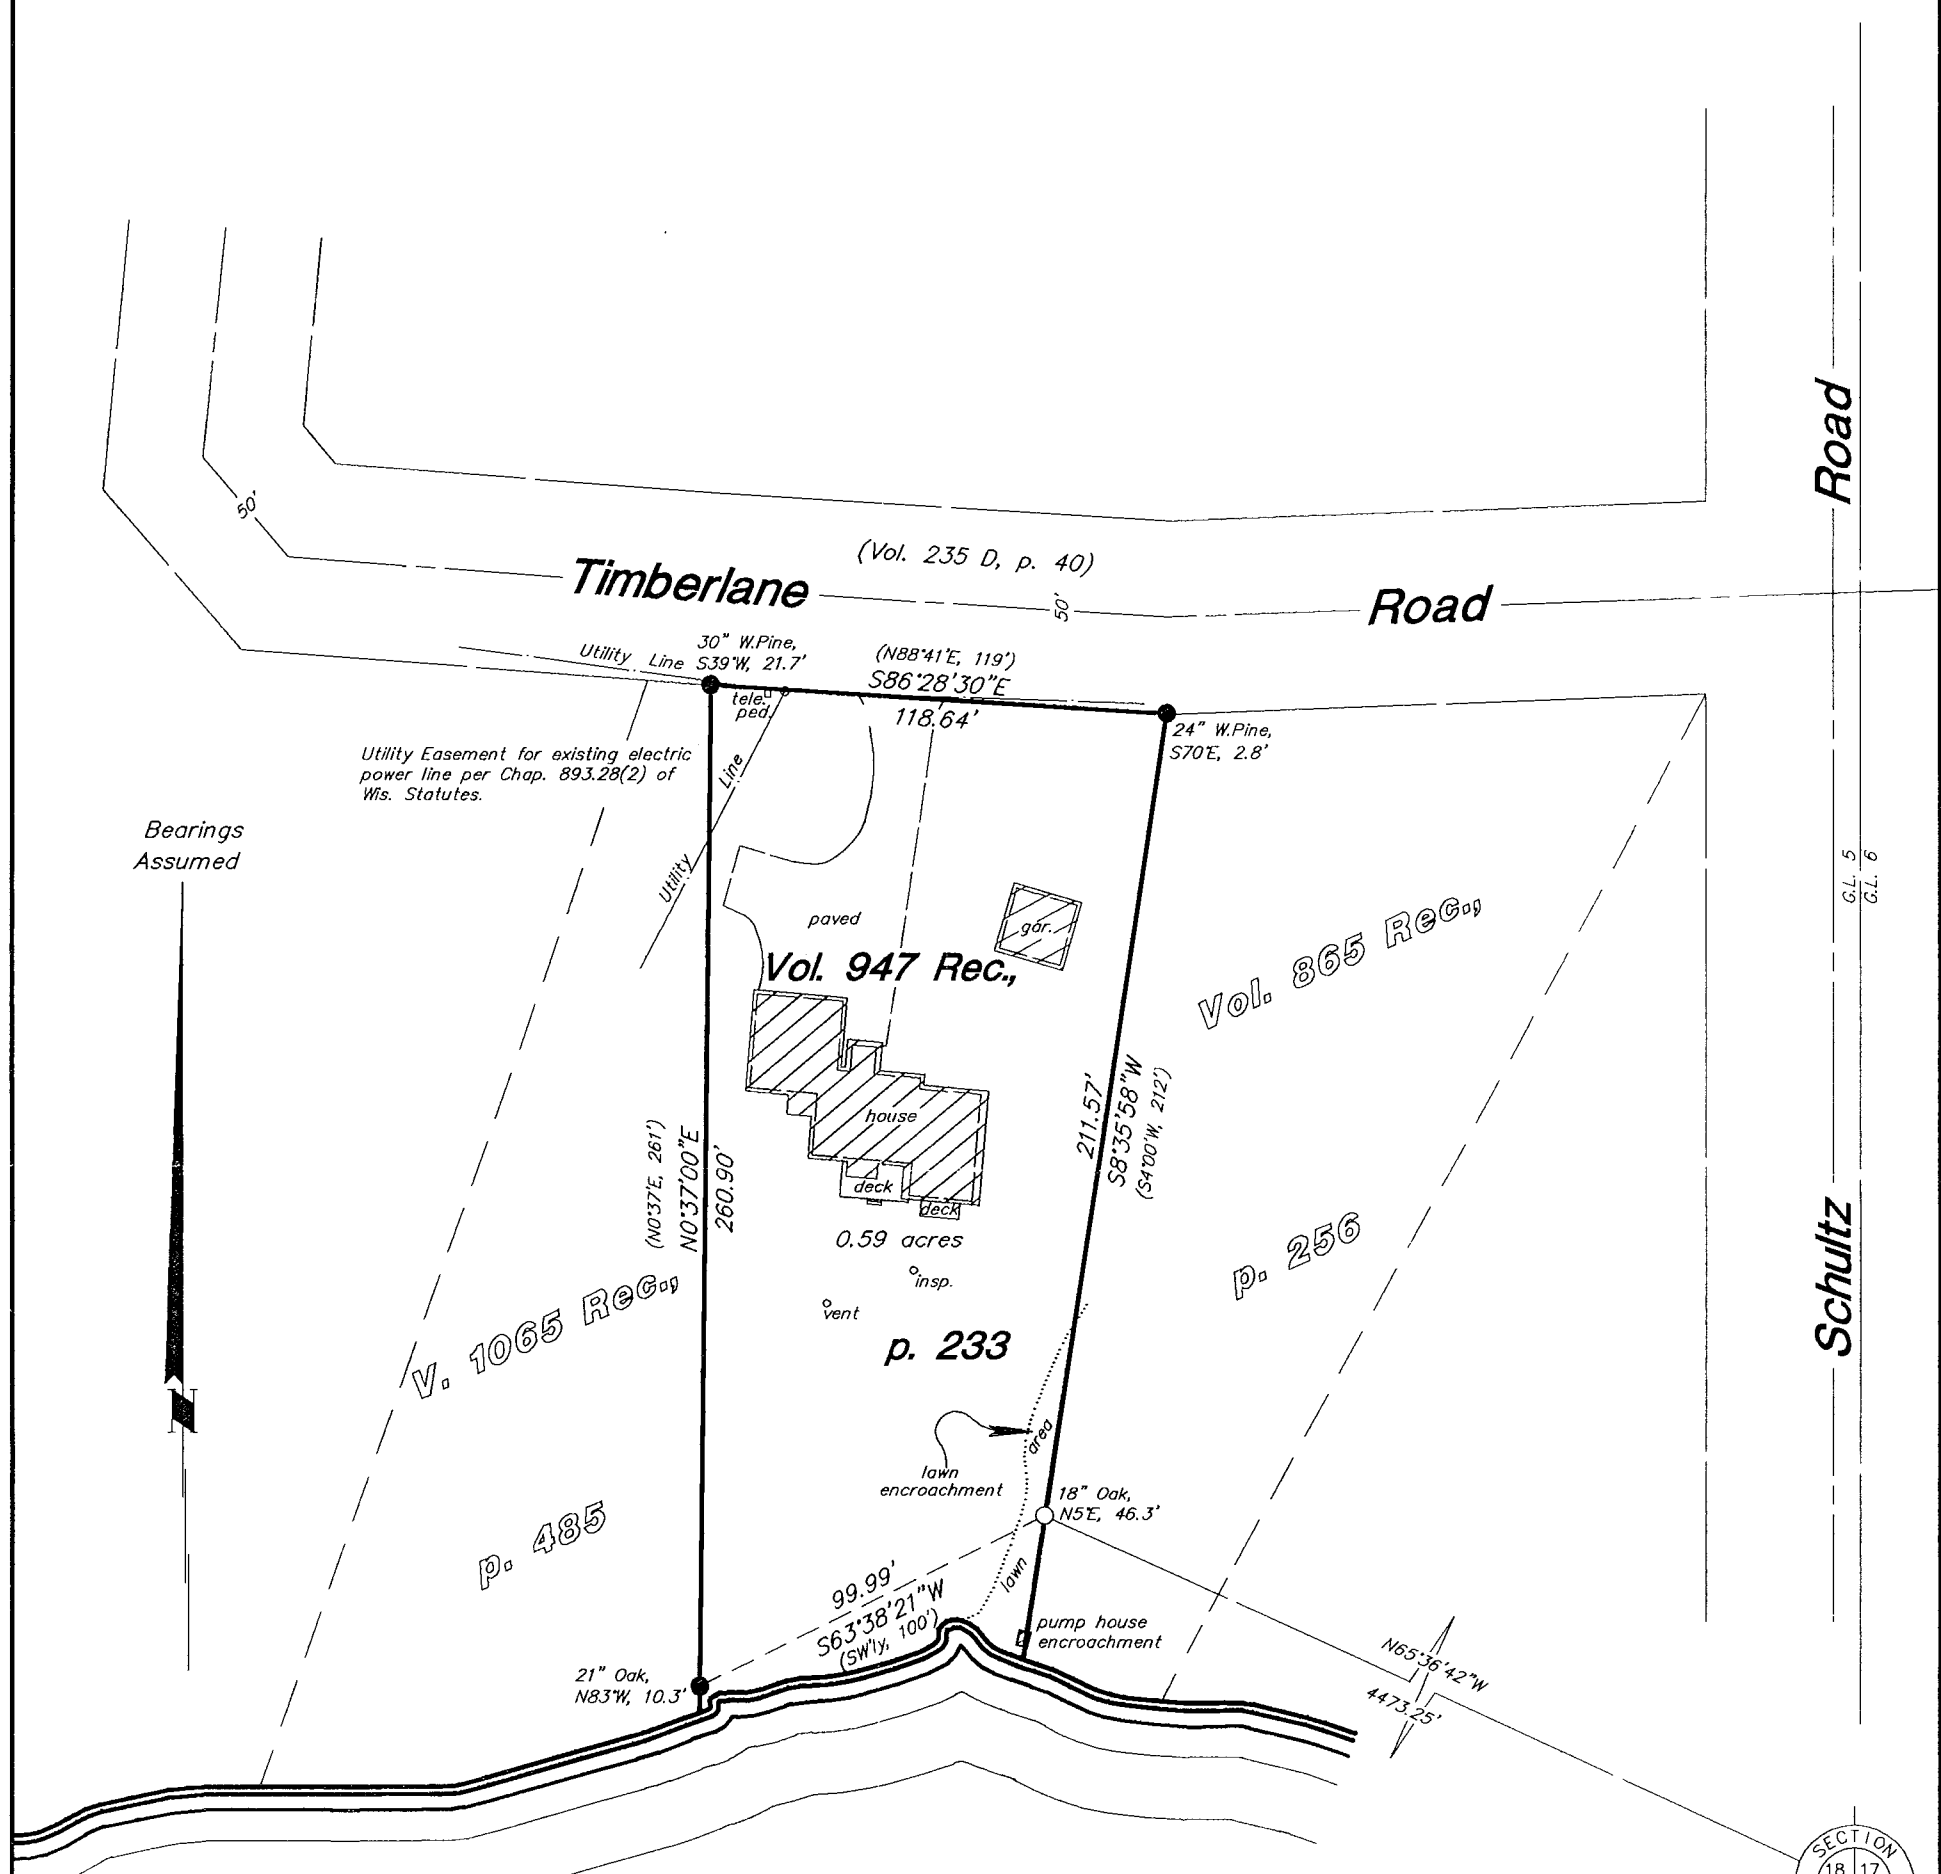 Road
50'
(Vol. 235 D, p. 40)
Timberlane
50'
Road
Utility Line
30" W.Pine,
S39°W, 21.7'
(N88°41'E, 119')
S86°28'30"E
118.64'
tele.
ped.
24" W.Pine,
S70°E, 2.8'
Utility Easement for existing electric
power line per Chap. 893.28(2) of
Wis. Statutes.
Utility Line
Bearings
Assumed
N
paved
gar.
G.L. 5
G.L. 6
Vol. 947 Rec.,
Vol. 865 Rec.,
house
deck
deck
211.57'
S8°35'58"W
(S4°00'W, 212')
(N0°37'E, 261')
N0°37'00"E
260.90'
0.59 acres
insp.
vent
p. 256
Schultz
V. 1065 Rec.,
p. 233
area
lawn
encroachment
18" Oak,
N5°E, 46.3'
p. 485
lawn
99.99'
S63°38'21"W
(SW'ly, 100')
pump house
encroachment
21" Oak,
N83°W, 10.3'
N65°36'42"W
4473.25'
SECTION
18 17